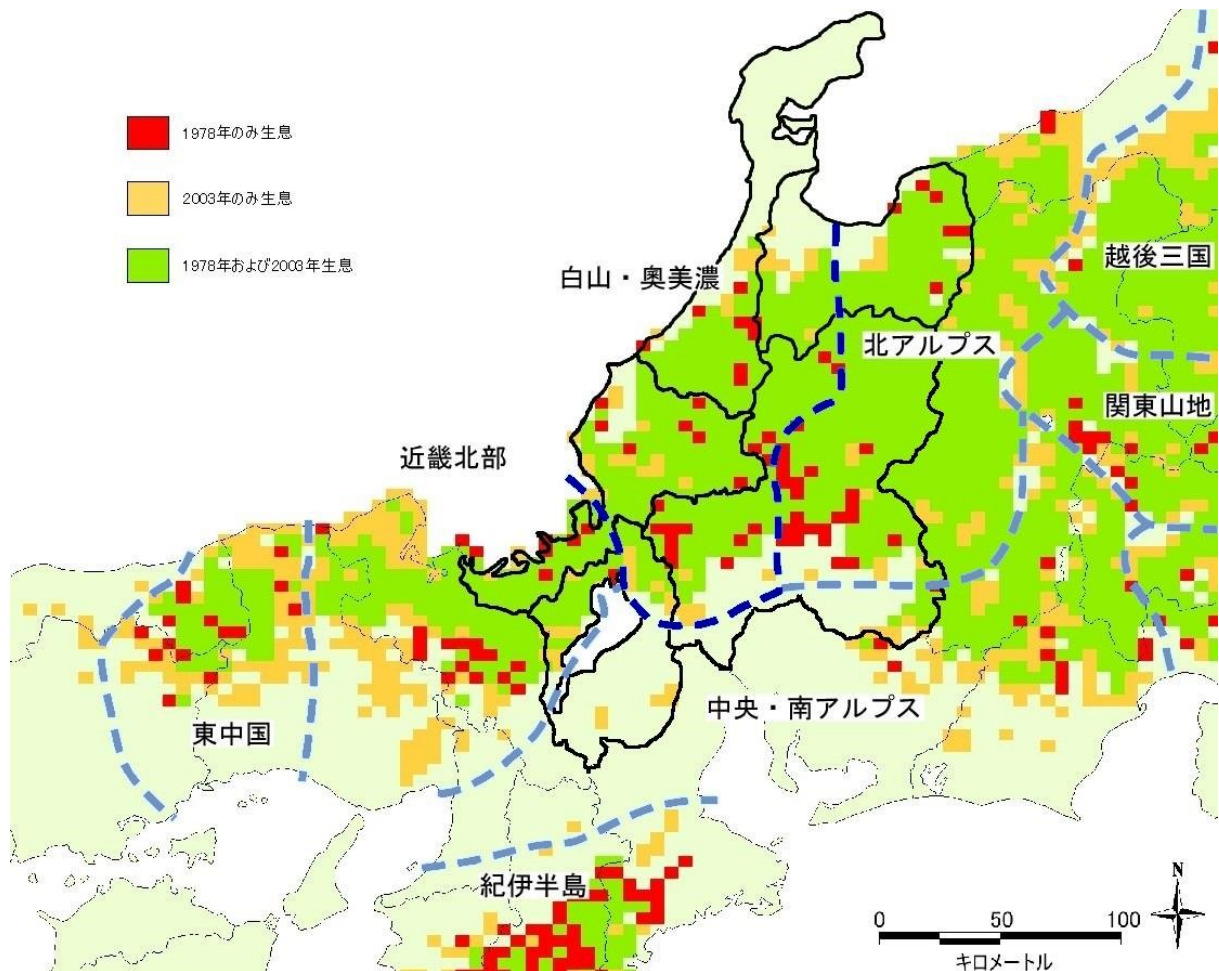 1978年のみ生息
2003年のみ生息
1978年および2003年生息
越後三国
白山・奥美濃
北アルプス
関東山地
近畿北部
中央・南アルプス
東中国
紀伊半島
N
0 50 100
キロメートル